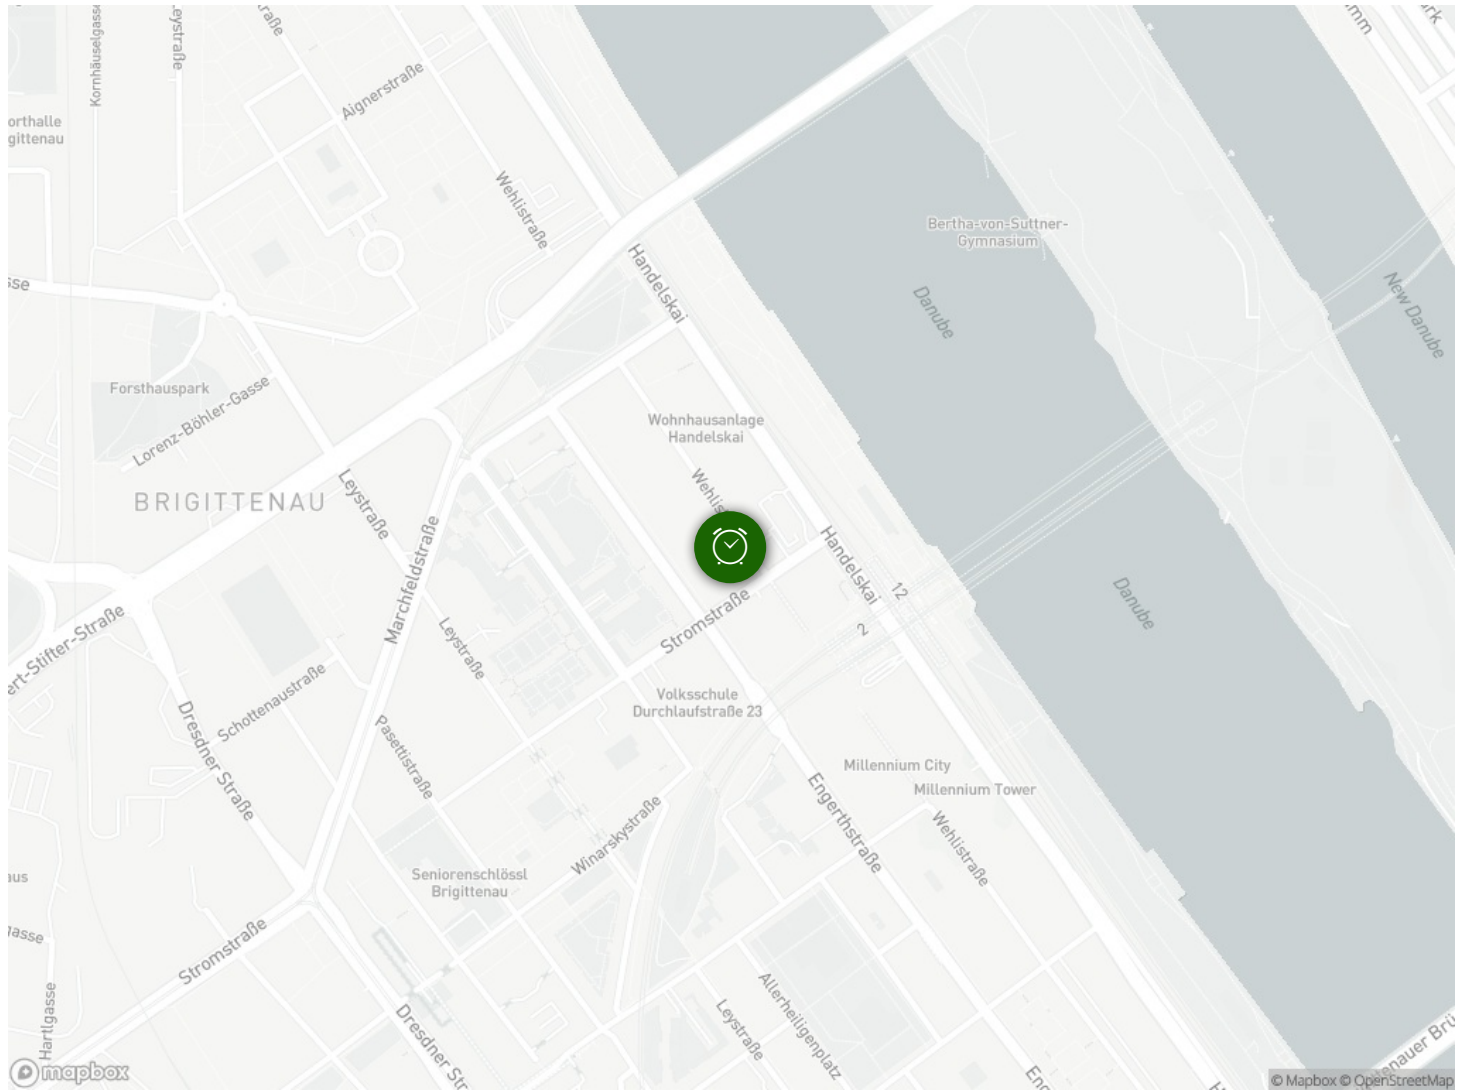 Kornhäuselgasse
Leystraße
Aignerstraße
Wehlistraße
Bertha-von-Suttner-
Gymnasium
Handelskai
Danube
New Danube
Forsthauspark
Lorenz-Böhler-Gasse
Wohnhausanlage
Handelskai
BRIGITTENAU
Leystraße
Marchfeldstraße
Handelskai
12
2
Danube
Stromstraße
Leystraße
Schottenaustraße
Dresdner Straße
Pasettistraße
Volksschule
Durchlaufstraße 23
Millennium City
Millennium Tower
Engerthstraße
Wehlistraße
Winarskystraße
Seniorenschlössl
Brigittenau
Stromstraße
Hartlgasse
Dresdner Str
Leystraße
Allerheiligenplatz
mapbox
© Mapbox © OpenStreetMap